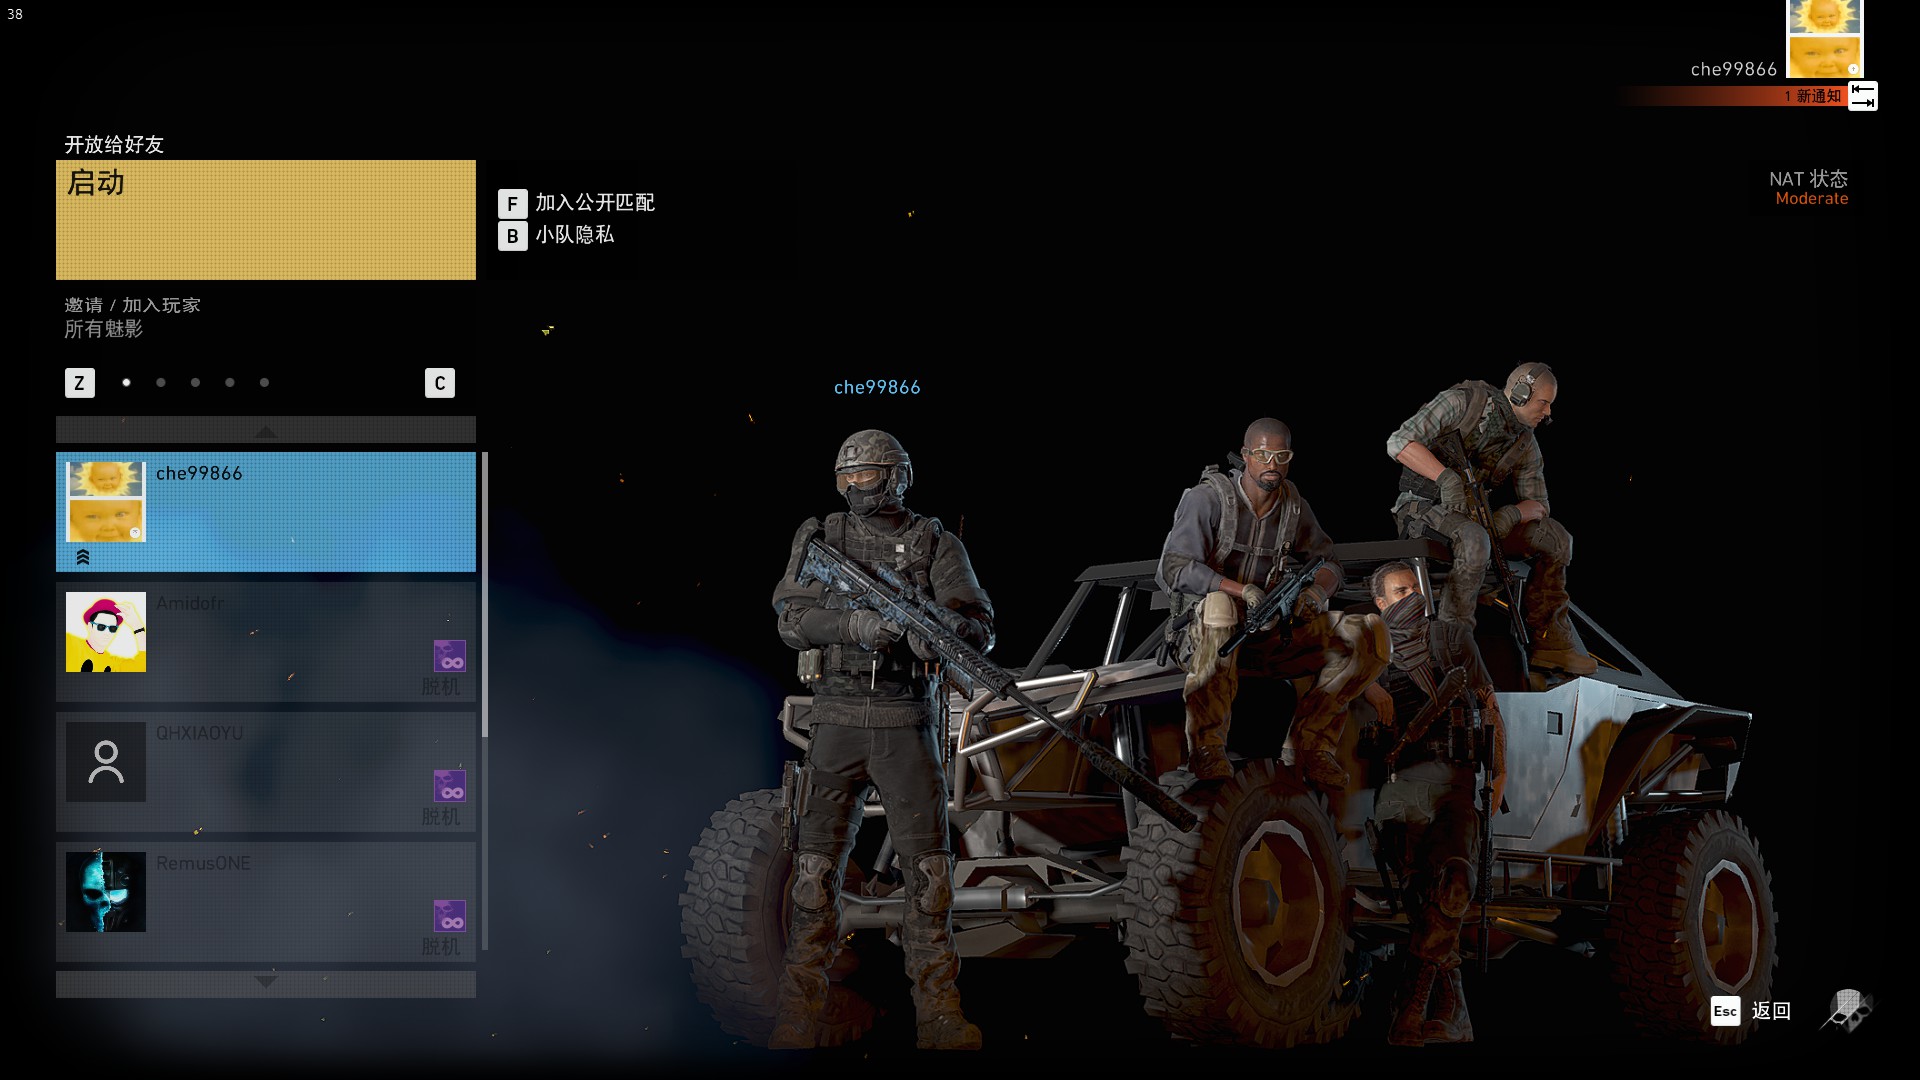 38
che99866
1 新通知
开放给好友
启动
F 加入公开匹配
B 小队隐私
NAT 状态
Moderate
邀请 / 加入玩家
所有魅影
Z
C
che99866
che99866
Amidofr
脱机
QHXIAOYU
脱机
RemusONE
脱机
Esc 返回